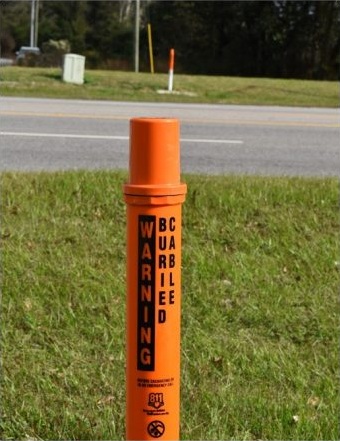 WARNING
BURIED
CABLE
811